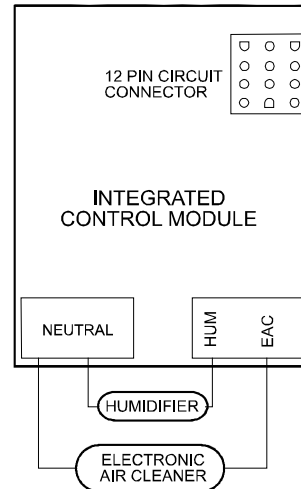 12 PIN CIRCUIT
CONNECTOR
INTEGRATED
CONTROL MODULE
NEUTRAL
HUM
EAC
HUMIDIFIER
ELECTRONIC
AIR CLEANER